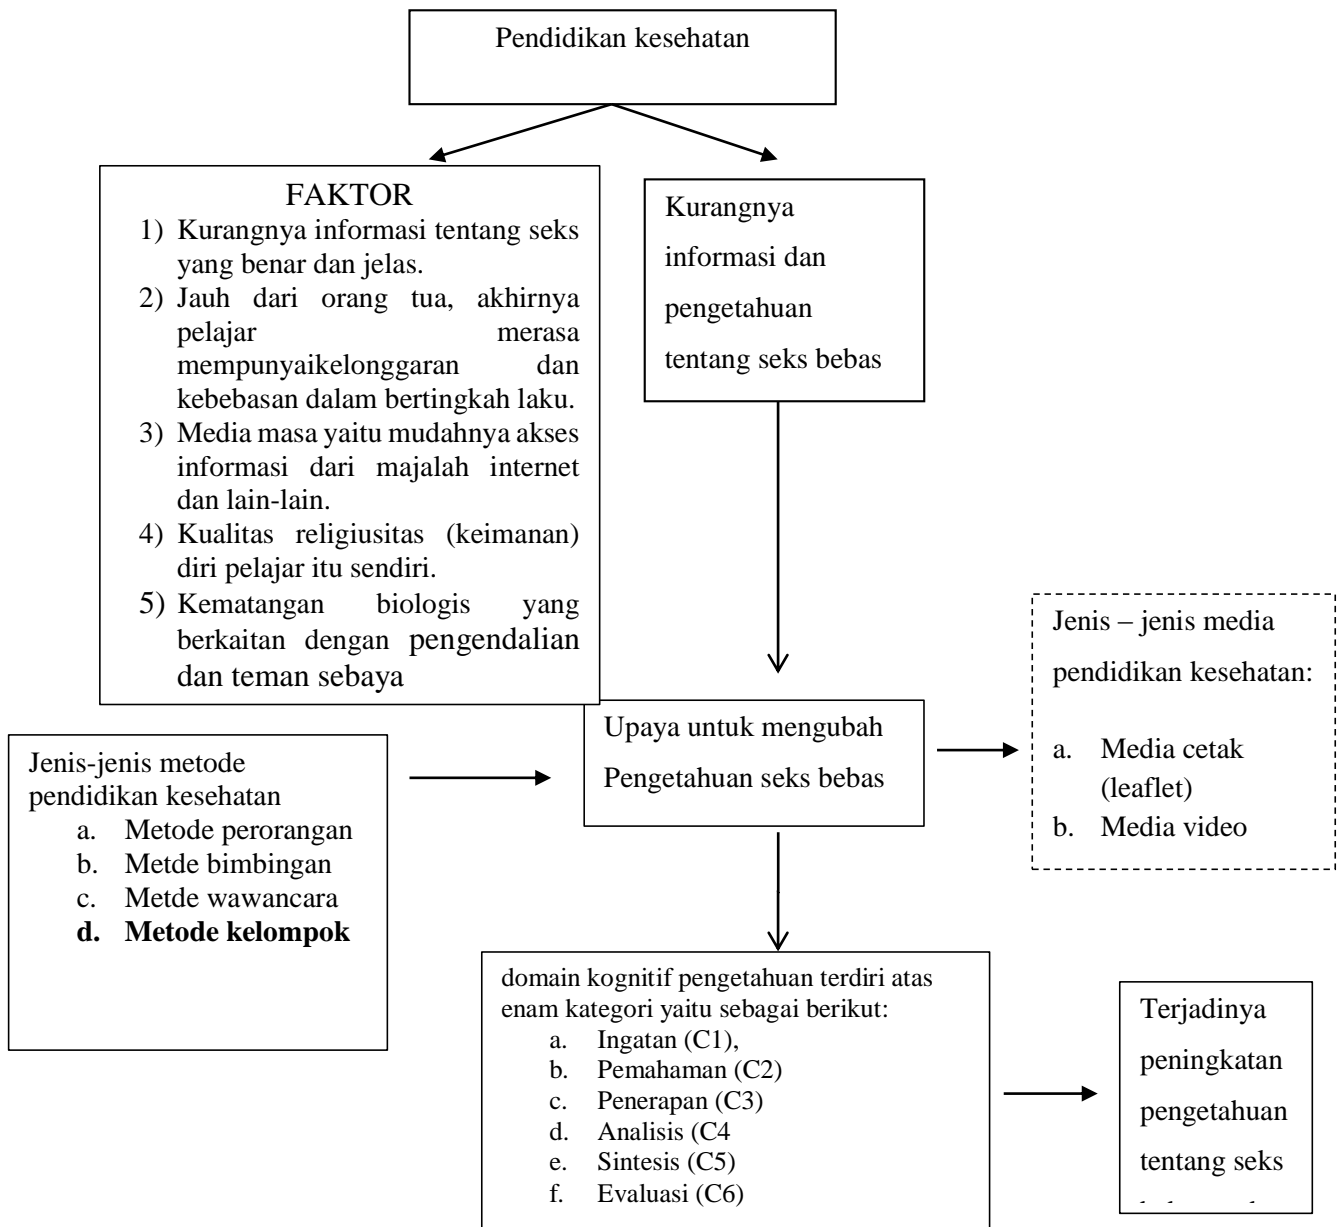 Pendidikan kesehatan
FAKTOR
1) Kurangnya informasi tentang seks
yang benar dan jelas.
2) Jauh dari orang tua, akhirnya
pelajar merasa
mempunyaikelonggaran dan
kebebasan dalam bertingkah laku.
3) Media masa yaitu mudahnya akses
informasi dari majalah internet
dan lain-lain.
4) Kualitas religiusitas (keimanan)
diri pelajar itu sendiri.
5) Kematangan biologis yang
berkaitan dengan pengendalian
dan teman sebaya
Kurangnya
informasi dan
pengetahuan
tentang seks bebas
Jenis – jenis media
pendidikan kesehatan:
a. Media cetak
(leaflet)
b. Media video
Upaya untuk mengubah
Pengetahuan seks bebas
Jenis-jenis metode
pendidikan kesehatan
a. Metode perorangan
b. Metde bimbingan
c. Metde wawancara
d. Metode kelompok
domain kognitif pengetahuan terdiri atas
enam kategori yaitu sebagai berikut:
a. Ingatan (C1),
b. Pemahaman (C2)
c. Penerapan (C3)
d. Analisis (C4
e. Sintesis (C5)
f. Evaluasi (C6)
Terjadinya
peningkatan
pengetahuan
tentang seks